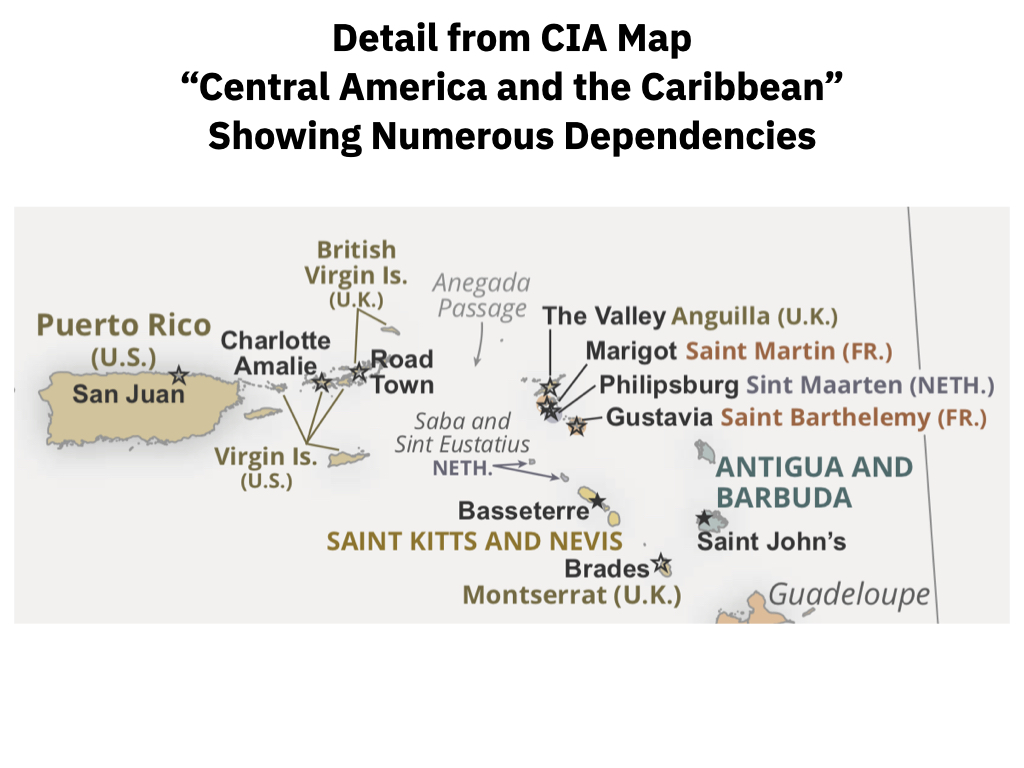 Detail from CIA Map
“Central America and the Caribbean”
Showing Numerous Dependencies
British
Virgin Is.
(U.K.)
Anegada
Passage
Puerto Rico
(U.S.)
San Juan
Charlotte
Amalie
Road
Town
Virgin Is.
(U.S.)
The Valley Anguilla (U.K.)
Marigot Saint Martin (FR.)
Philipsburg Sint Maarten (NETH.)
Gustavia Saint Barthelemy (FR.)
Saba and
Sint Eustatius
NETH.
ANTIGUA AND
BARBUDA
Basseterre
SAINT KITTS AND NEVIS
Saint John’s
Brades
Montserrat (U.K.)
Guadeloupe